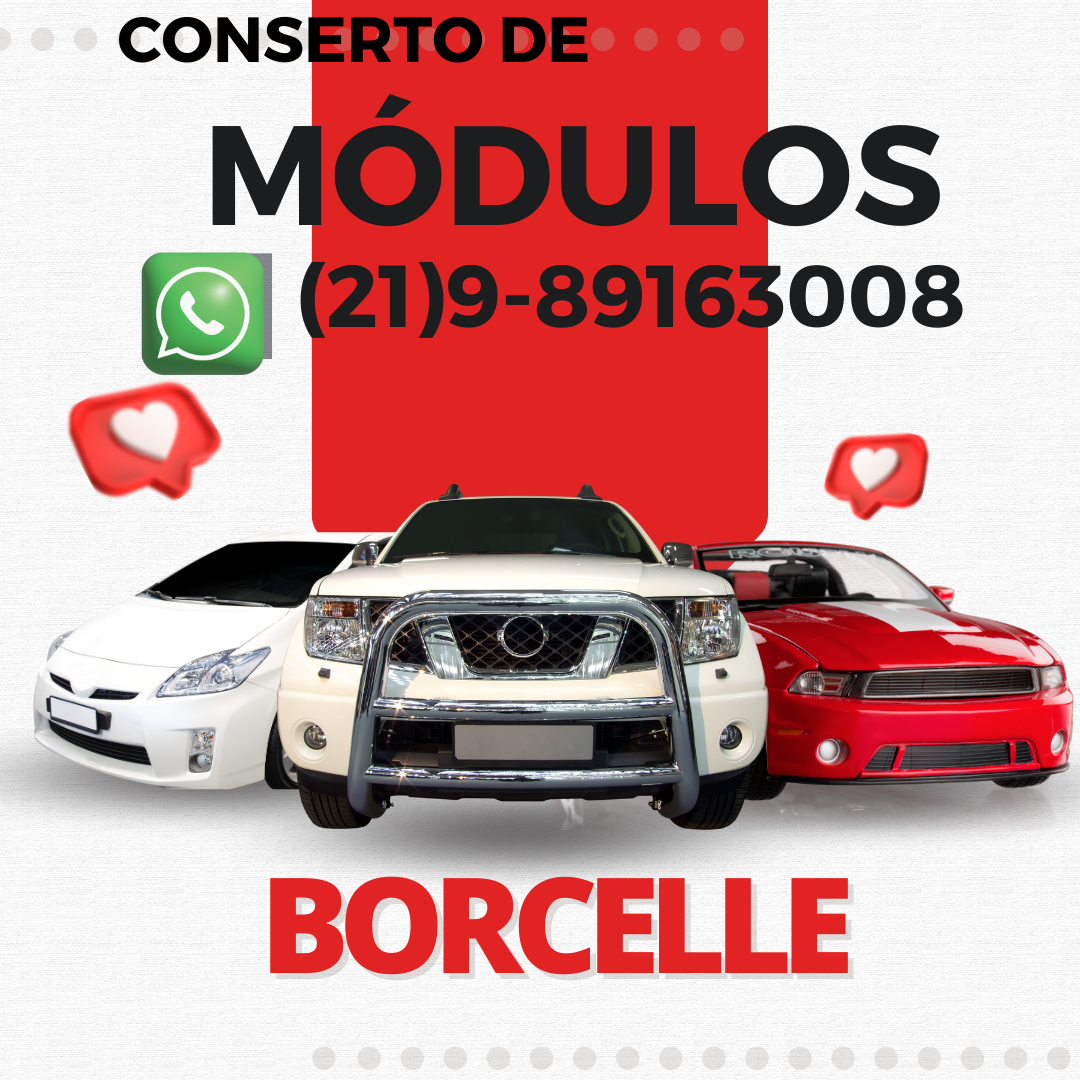 CONSERTO DE
MÓDULOS
(21)9-89163008
BORCELLE